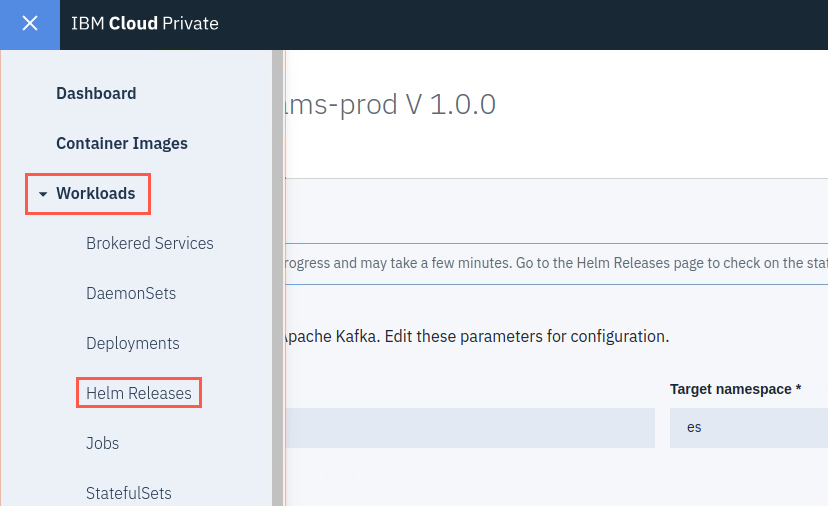 IBM Cloud Private
Dashboard
Container Images
Workloads
Brokered Services
DaemonSets
Deployments
Helm Releases
Jobs
StatefulSets
ams-prod V 1.0.0
rogress and may take a few minutes. Go to the Helm Releases page to check on the stat
Apache Kafka. Edit these parameters for configuration.
Target namespace *
es